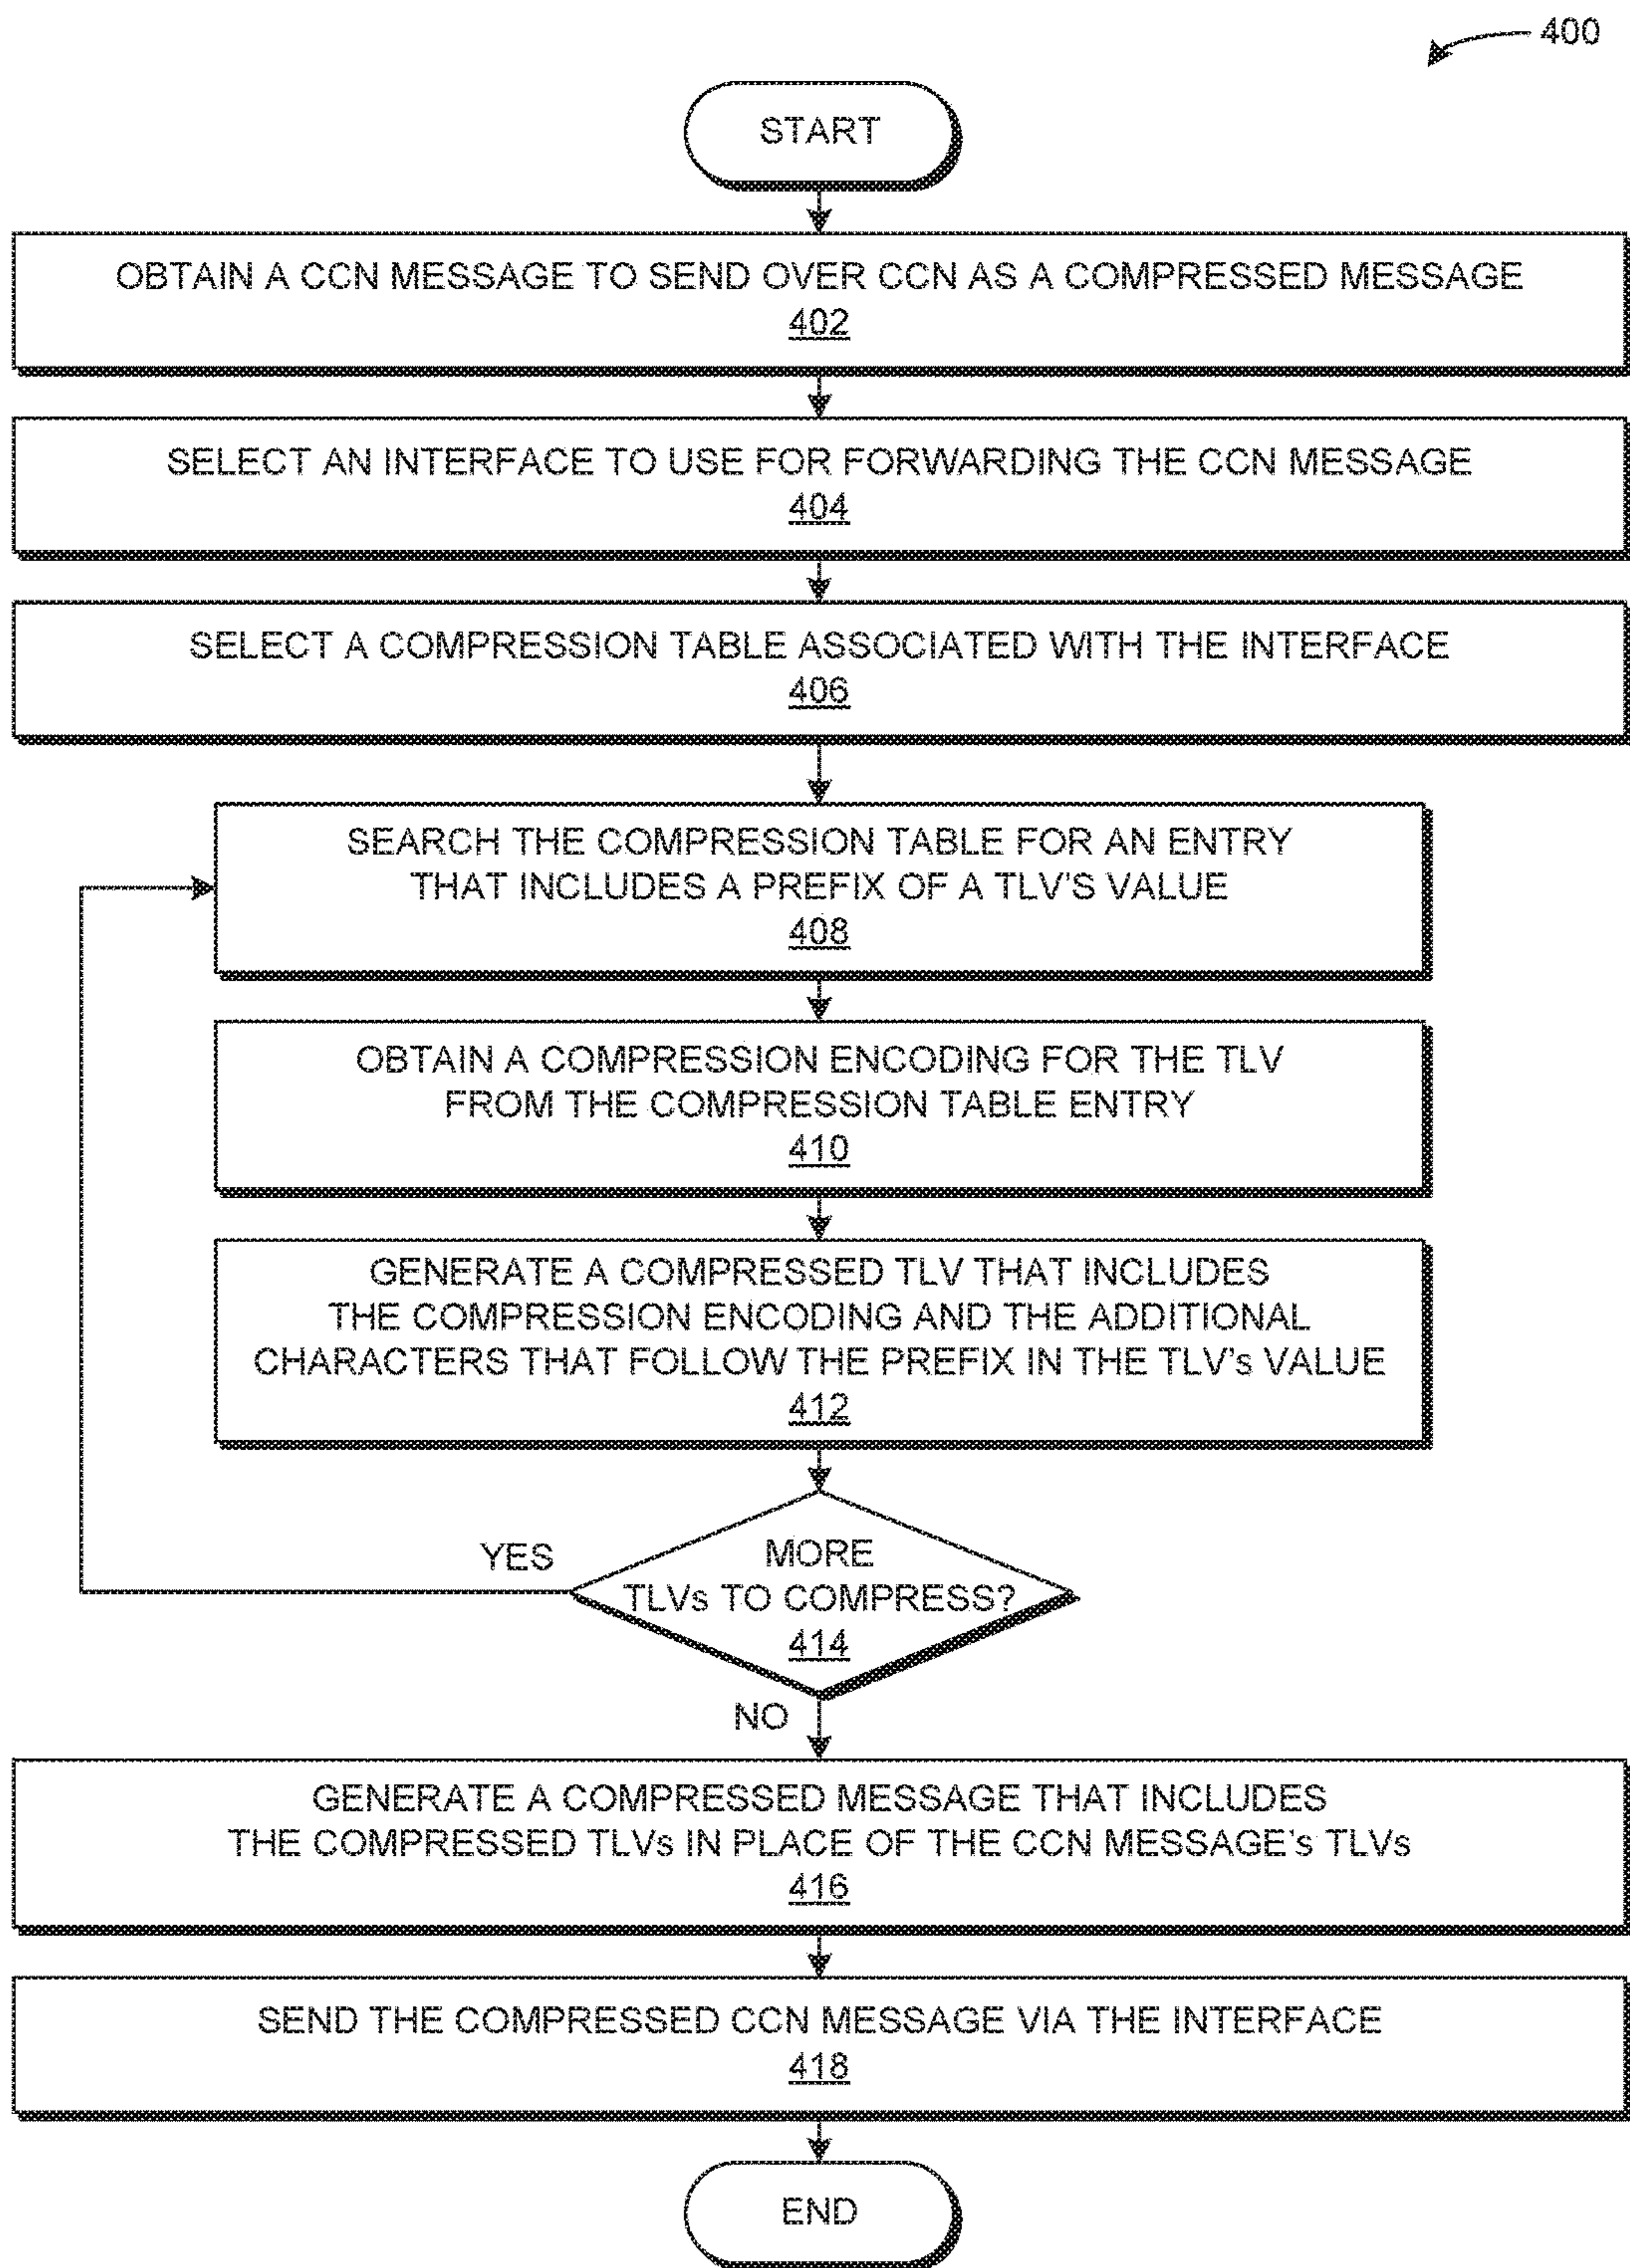 400
START
OBTAIN A CCN MESSAGE TO SEND OVER CCN AS A COMPRESSED MESSAGE
402
SELECT AN INTERFACE TO USE FOR FORWARDING THE CCN MESSAGE
404
SELECT A COMPRESSION TABLE ASSOCIATED WITH THE INTERFACE
406
SEARCH THE COMPRESSION TABLE FOR AN ENTRY
THAT INCLUDES A PREFIX OF A TLV'S VALUE
408
OBTAIN A COMPRESSION ENCODING FOR THE TLV
FROM THE COMPRESSION TABLE ENTRY
410
GENERATE A COMPRESSED TLV THAT INCLUDES
THE COMPRESSION ENCODING AND THE ADDITIONAL
CHARACTERS THAT FOLLOW THE PREFIX IN THE TLV's VALUE
412
YES
MORE
TLVs TO COMPRESS?
414
NO
GENERATE A COMPRESSED MESSAGE THAT INCLUDES
THE COMPRESSED TLVs IN PLACE OF THE CCN MESSAGE's TLVs
416
SEND THE COMPRESSED CCN MESSAGE VIA THE INTERFACE
418
END